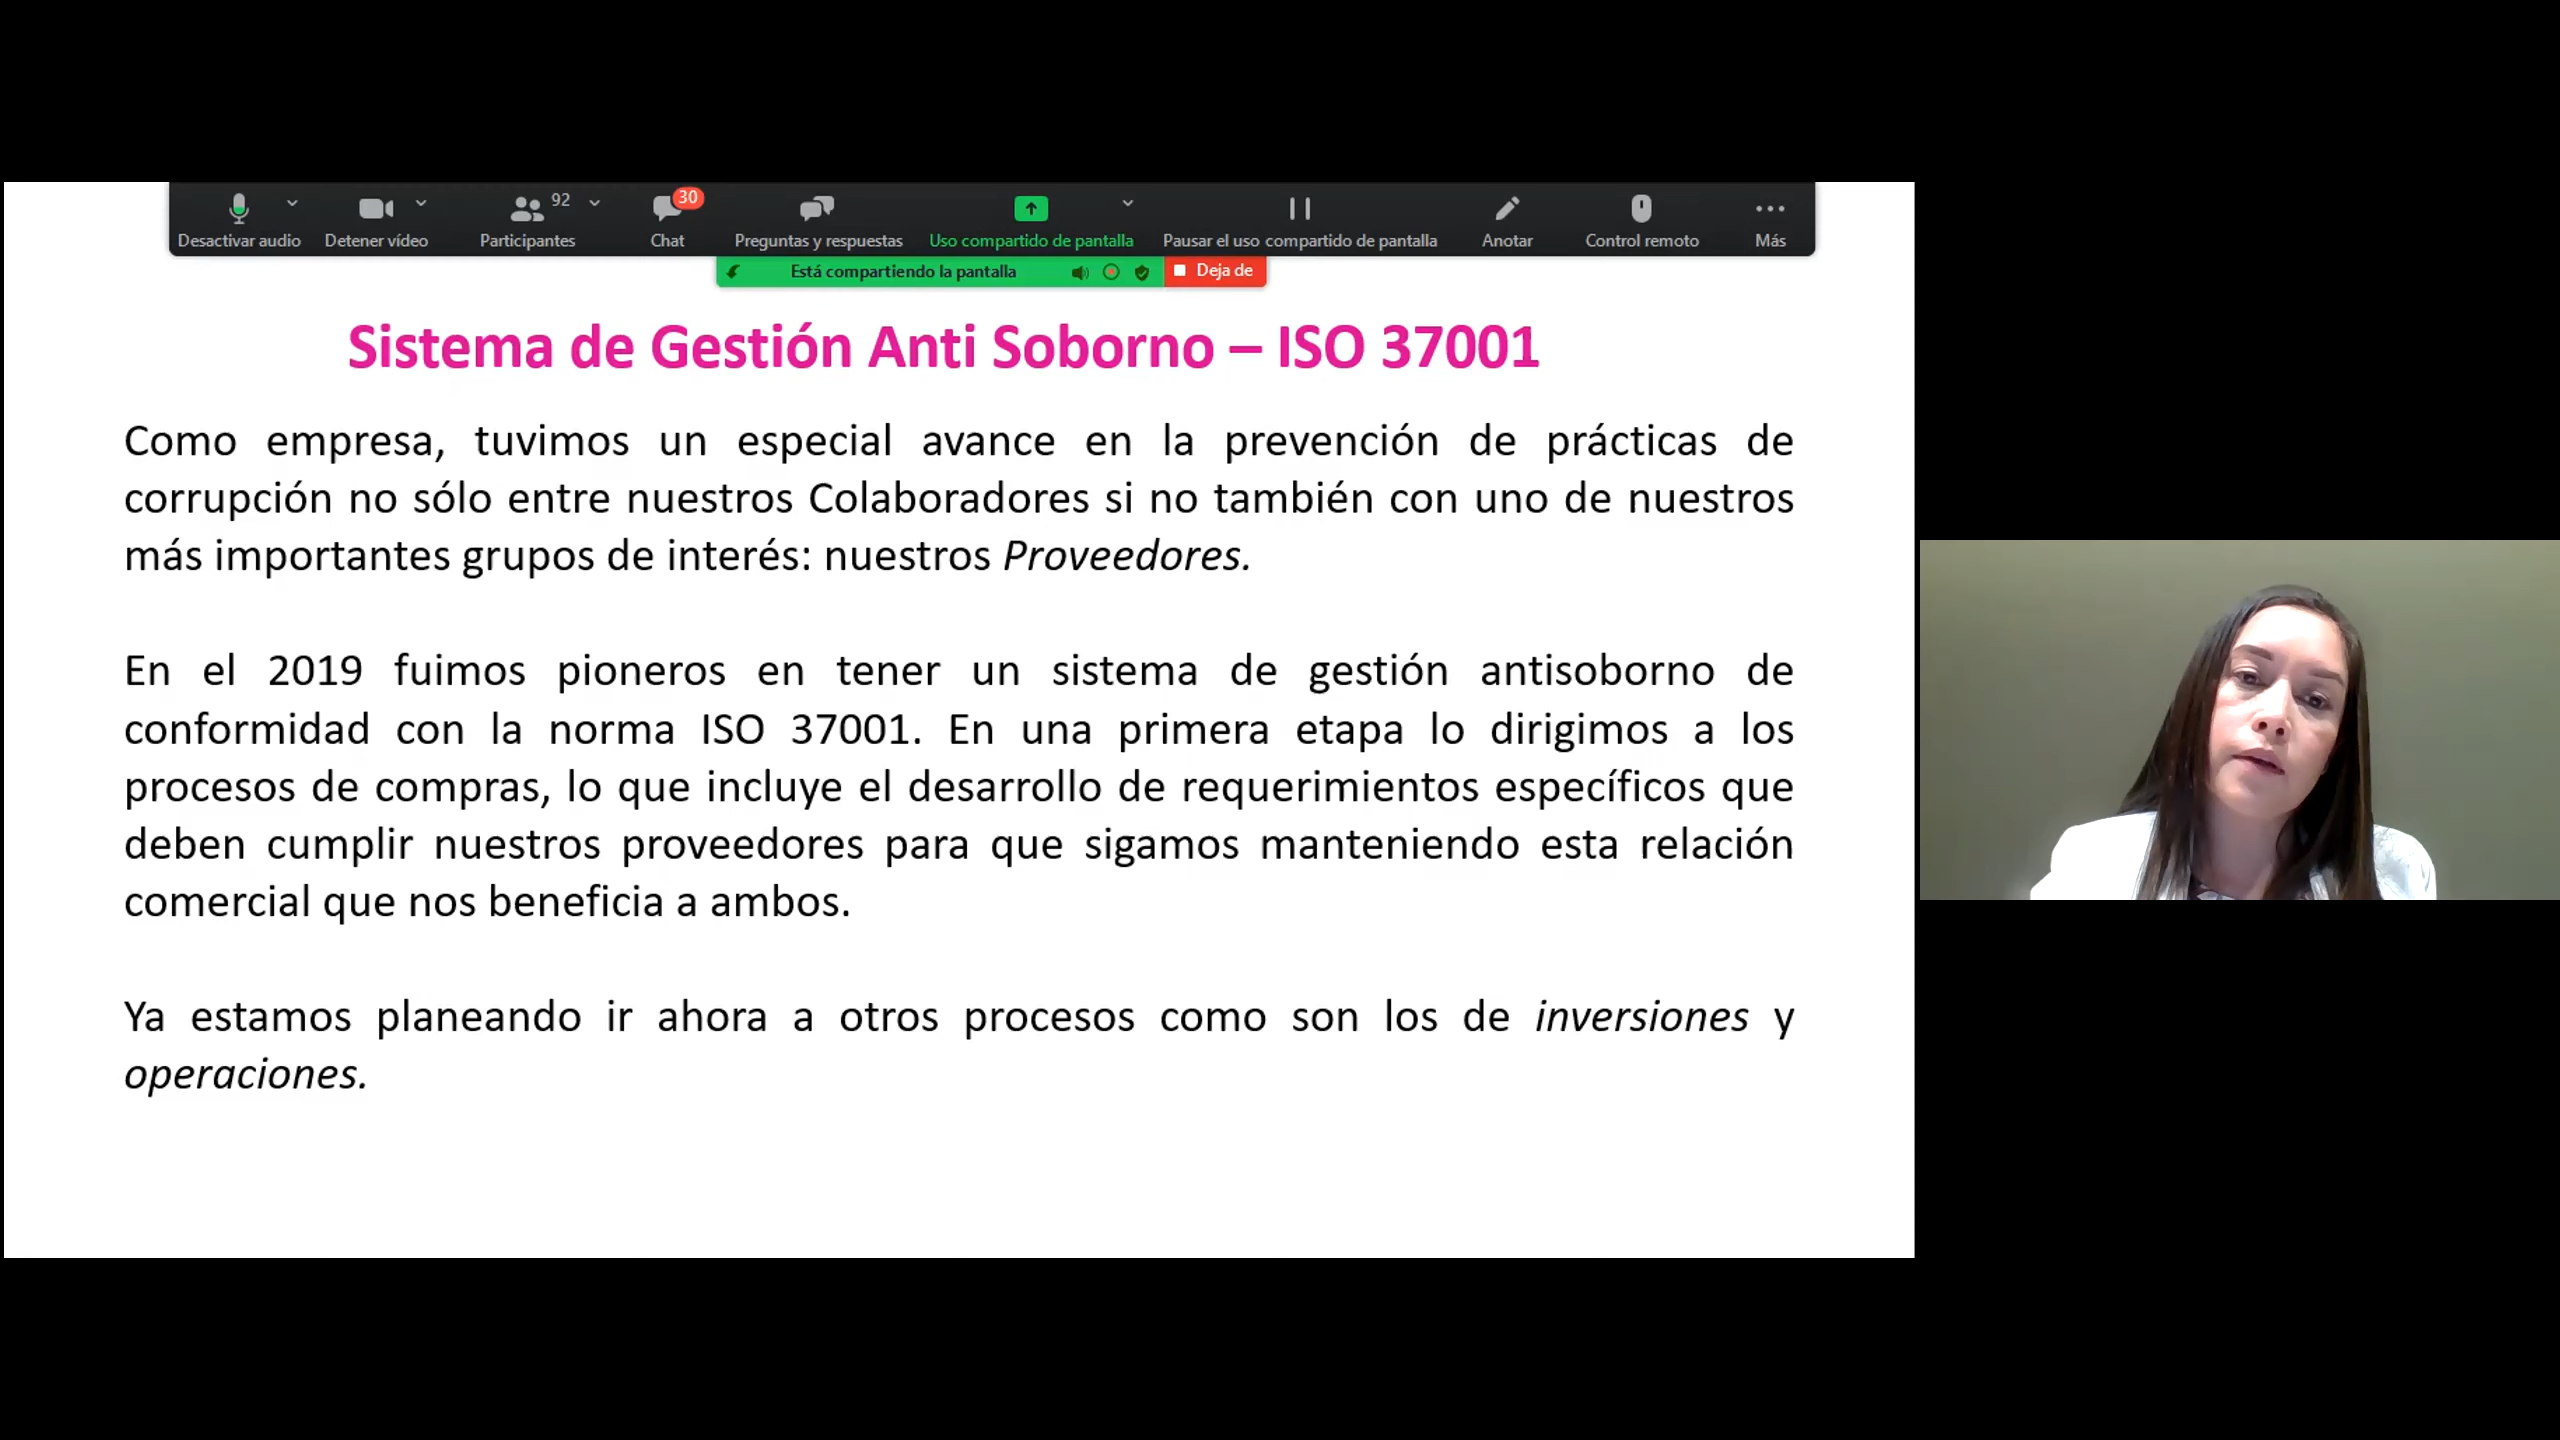 92
30
Desactivar audio Detener vídeo Participantes Chat Preguntas y respuestas Uso compartido de pantalla Pausar el uso compartido de pantalla Anotar Control remoto Más
Está compartiendo la pantalla Deja de
Sistema de Gestión Anti Soborno – ISO 37001
Como empresa, tuvimos un especial avance en la prevención de prácticas de
corrupción no sólo entre nuestros Colaboradores si no también con uno de nuestros
más importantes grupos de interés: nuestros Proveedores.
En el 2019 fuimos pioneros en tener un sistema de gestión antisoborno de
conformidad con la norma ISO 37001. En una primera etapa lo dirigimos a los
procesos de compras, lo que incluye el desarrollo de requerimientos específicos que
deben cumplir nuestros proveedores para que sigamos manteniendo esta relación
comercial que nos beneficia a ambos.
Ya estamos planeando ir ahora a otros procesos como son los de inversiones y
operaciones.